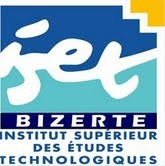 iset
BIZERTE
INSTITUT SUPÉRIEUR
DES ÉTUDES
TECHNOLOGIQUES